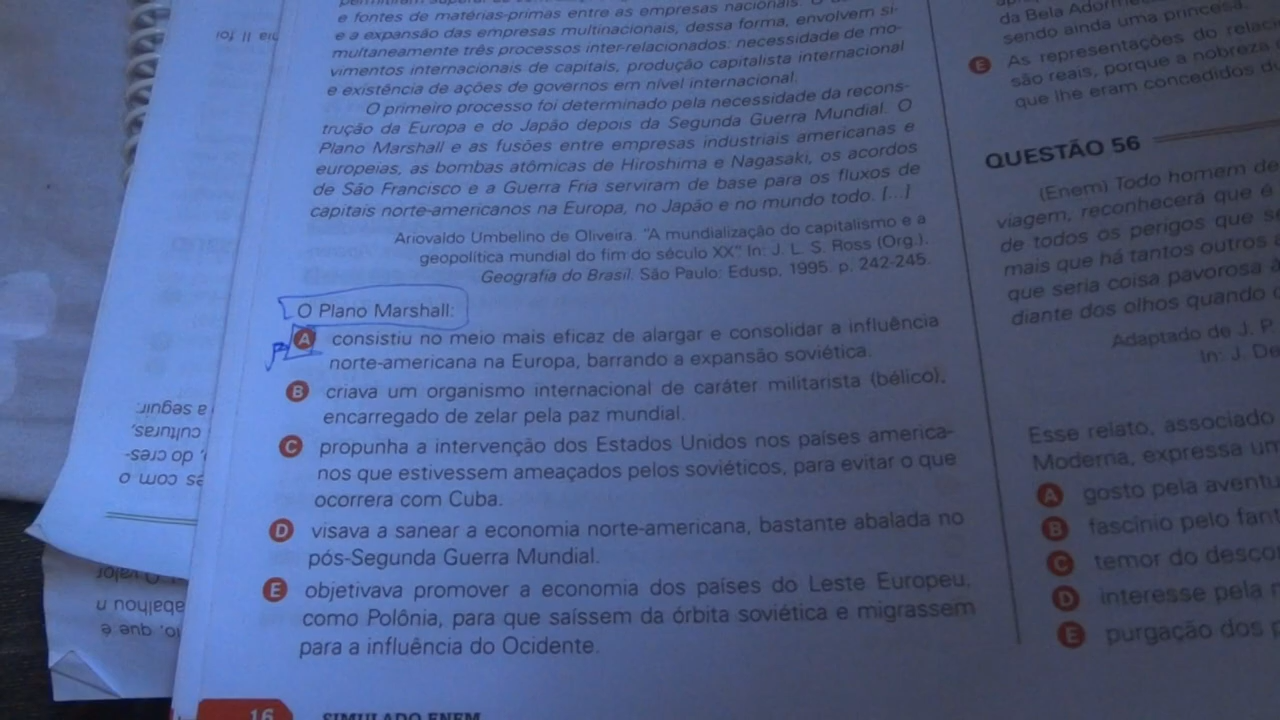 e fontes de matérias-primas entre as empresas nacionais. O
e a expansão das empresas multinacionais, dessa forma, envolvem si-
multaneamente três processos inter-relacionados: necessidade de mo-
vimentos internacionais de capitais, produção capitalista internacional
e existência de ações de governos em nível internacional.
O primeiro processo foi determinado pela necessidade da recons-
trução da Europa e do Japão depois da Segunda Guerra Mundial. O
Plano Marshall e as fusões entre empresas industriais americanas e
europeias, as bombas atômicas de Hiroshima e Nagasaki, os acordos
de São Francisco e a Guerra Fria serviram de base para os fluxos de
capitais norte-americanos na Europa, no Japão e no mundo todo. [...]
Ariovaldo Umbelino de Oliveira. "A mundialização do capitalismo e a
geopolítica mundial do fim do século XX". In: J. L. S. Ross (Org.).
Geografia do Brasil. São Paulo: Edusp, 1995. p. 242-245.
O Plano Marshall:
A consistiu no meio mais eficaz de alargar e consolidar a influência
norte-americana na Europa, barrando a expansão soviética.
B criava um organismo internacional de caráter militarista (bélico),
encarregado de zelar pela paz mundial.
C propunha a intervenção dos Estados Unidos nos países america-
nos que estivessem ameaçados pelos soviéticos, para evitar o que
ocorrera com Cuba.
D visava a sanear a economia norte-americana, bastante abalada no
pós-Segunda Guerra Mundial.
E objetivava promover a economia dos países do Leste Europeu,
como Polônia, para que saíssem da órbita soviética e migrassem
para a influência do Ocidente.
16 SIMULADO ENEM
da Bela
sendo ainda uma princesa.
E As representações do
são reais, porque a nobreza
que lhe eram concedidos
QUESTÃO 56
(Enem) Todo homem de
viagem, reconhecerá que é
de todos os perigos que
mais que há tantos outros
que seria coisa pavorosa
diante dos olhos quando
Adaptado de J. P.
In: J. De
Esse relato, associado
Moderna, expressa
A gosto pela
B fascínio pelo
C temor do
D interesse pela
E purgação dos
a seguir.
culturas,
do cres-
com o
O valor
que é